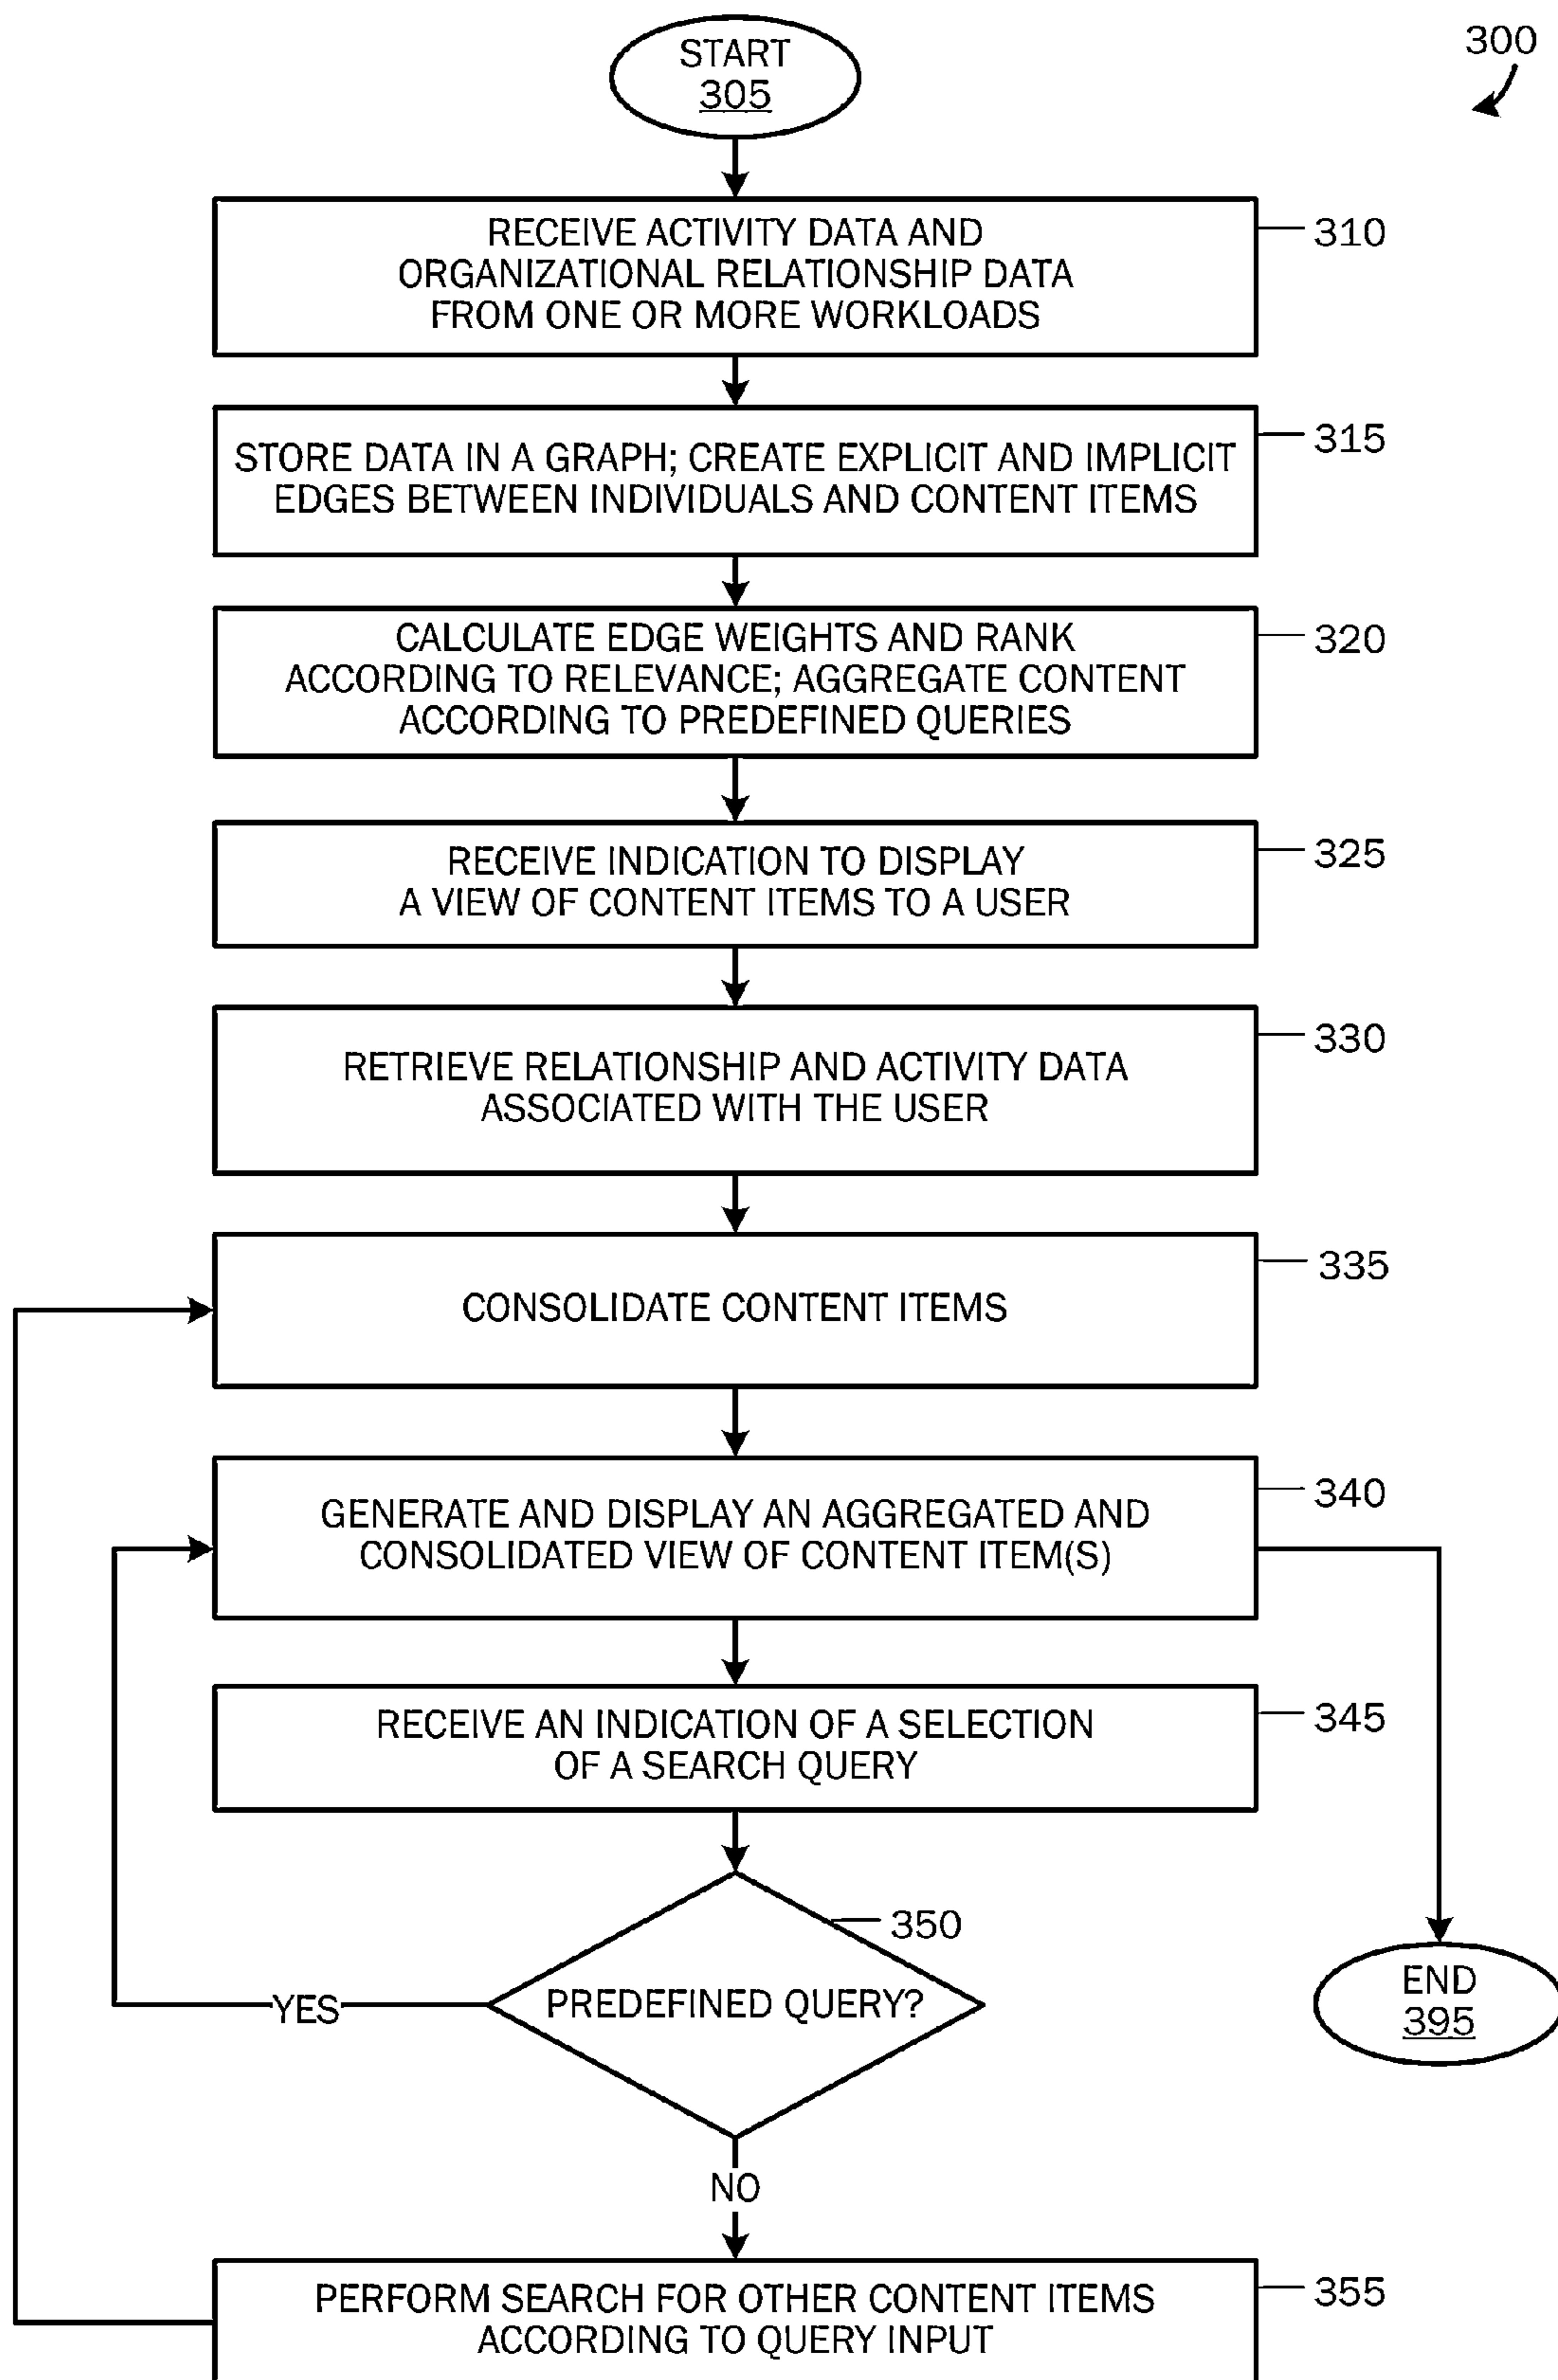 300
START
305
RECEIVE ACTIVITY DATA AND
ORGANIZATIONAL RELATIONSHIP DATA
FROM ONE OR MORE WORKLOADS
310
STORE DATA IN A GRAPH; CREATE EXPLICIT AND IMPLICIT
EDGES BETWEEN INDIVIDUALS AND CONTENT ITEMS
315
CALCULATE EDGE WEIGHTS AND RANK
ACCORDING TO RELEVANCE; AGGREGATE CONTENT
ACCORDING TO PREDEFINED QUERIES
320
RECEIVE INDICATION TO DISPLAY
A VIEW OF CONTENT ITEMS TO A USER
325
RETRIEVE RELATIONSHIP AND ACTIVITY DATA
ASSOCIATED WITH THE USER
330
CONSOLIDATE CONTENT ITEMS
335
GENERATE AND DISPLAY AN AGGREGATED AND
CONSOLIDATED VIEW OF CONTENT ITEM(S)
340
RECEIVE AN INDICATION OF A SELECTION
OF A SEARCH QUERY
345
350
PREDEFINED QUERY?
YES
END
395
NO
PERFORM SEARCH FOR OTHER CONTENT ITEMS
ACCORDING TO QUERY INPUT
355